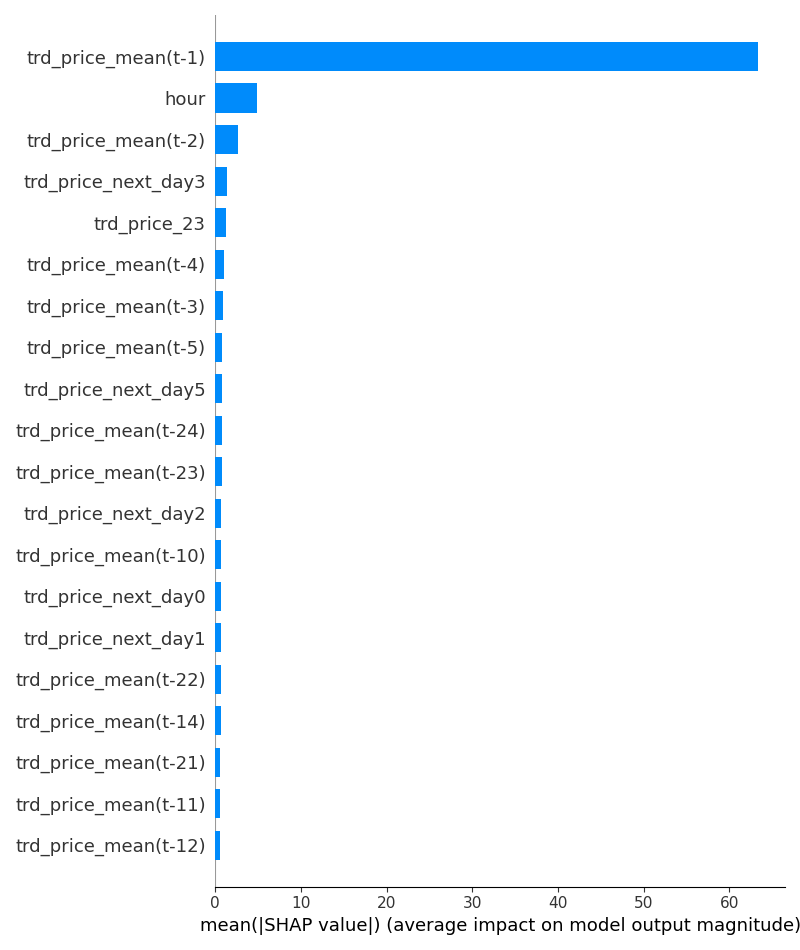 trd_price_mean(t-1)
hour
trd_price_mean(t-2)
trd_price_next_day3
trd_price_23
trd_price_mean(t-4)
trd_price_mean(t-3)
trd_price_mean(t-5)
trd_price_next_day5
trd_price_mean(t-24)
trd_price_mean(t-23)
trd_price_next_day2
trd_price_mean(t-10)
trd_price_next_day0
trd_price_next_day1
trd_price_mean(t-22)
trd_price_mean(t-14)
trd_price_mean(t-21)
trd_price_mean(t-11)
trd_price_mean(t-12)
0 10 20 30 40 50 60
mean(|SHAP value|) (average impact on model output magnitude)